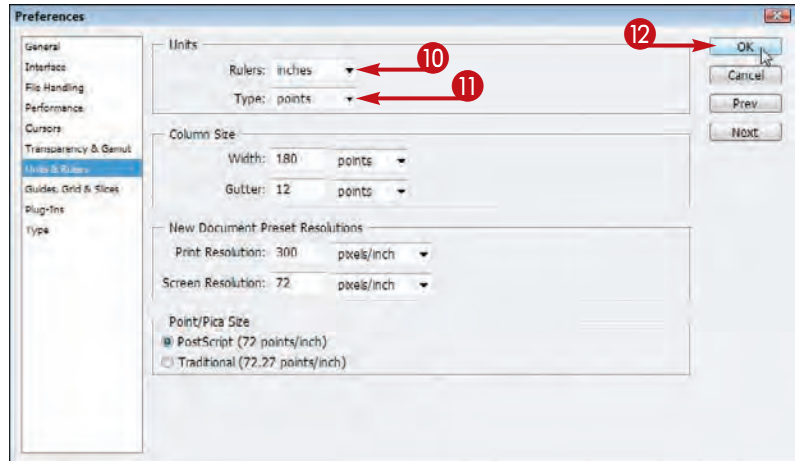 Preferences
General
Interface
File Handling
Performance
Cursors
Transparency & Gamut
Units & Rulers
Guides, Grid & Slices
Plug-Ins
Type
Units
Rulers: inches
10
Type: points
11
Column Size
Width: 180 points
Gutter: 12 points
New Document Preset Resolutions
Print Resolution: 300 pixels/inch
Screen Resolution: 72 pixels/inch
Point/Pica Size
PostScript (72 points/inch)
Traditional (72.27 points/inch)
12
OK
Cancel
Prev
Next